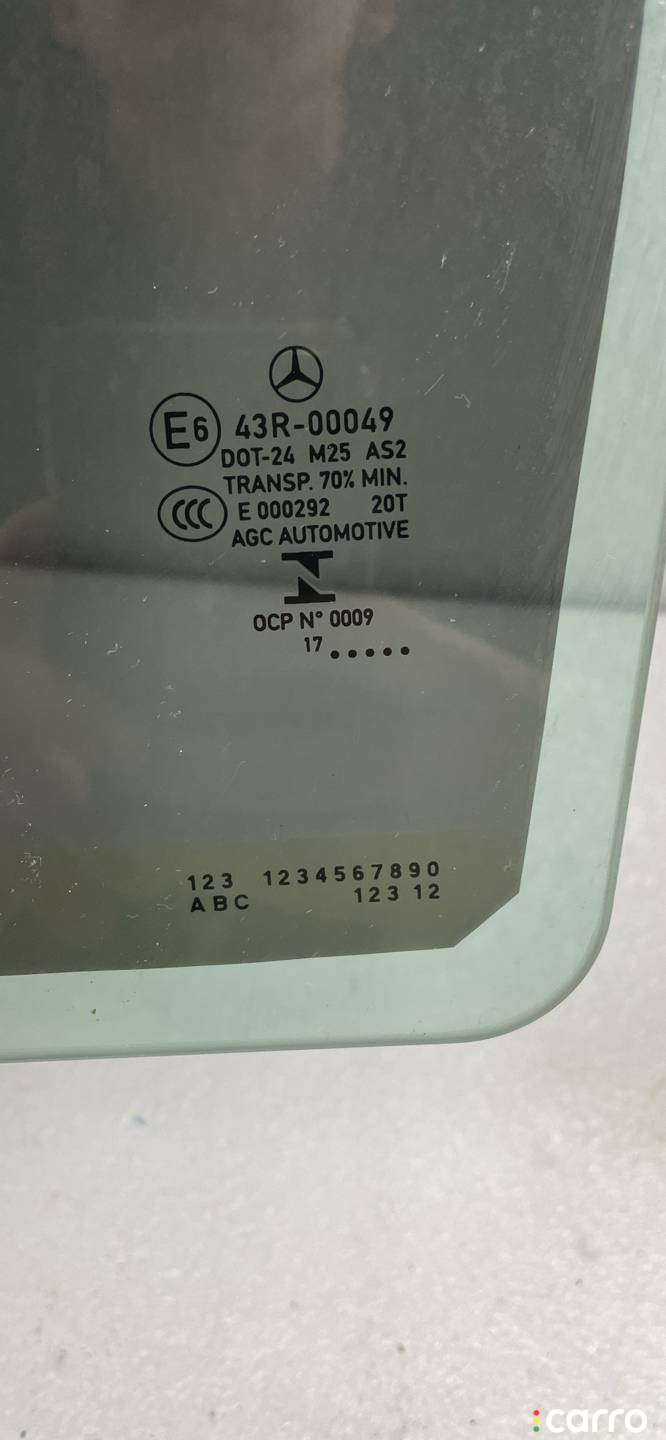 E6 43R-00049
DOT-24 M25 AS2
TRANSP. 70% MIN.
CCC E 000292 20T
AGC AUTOMOTIVE
OCP N° 0009
17 .....
123 1234567890
ABC 123 12
carro